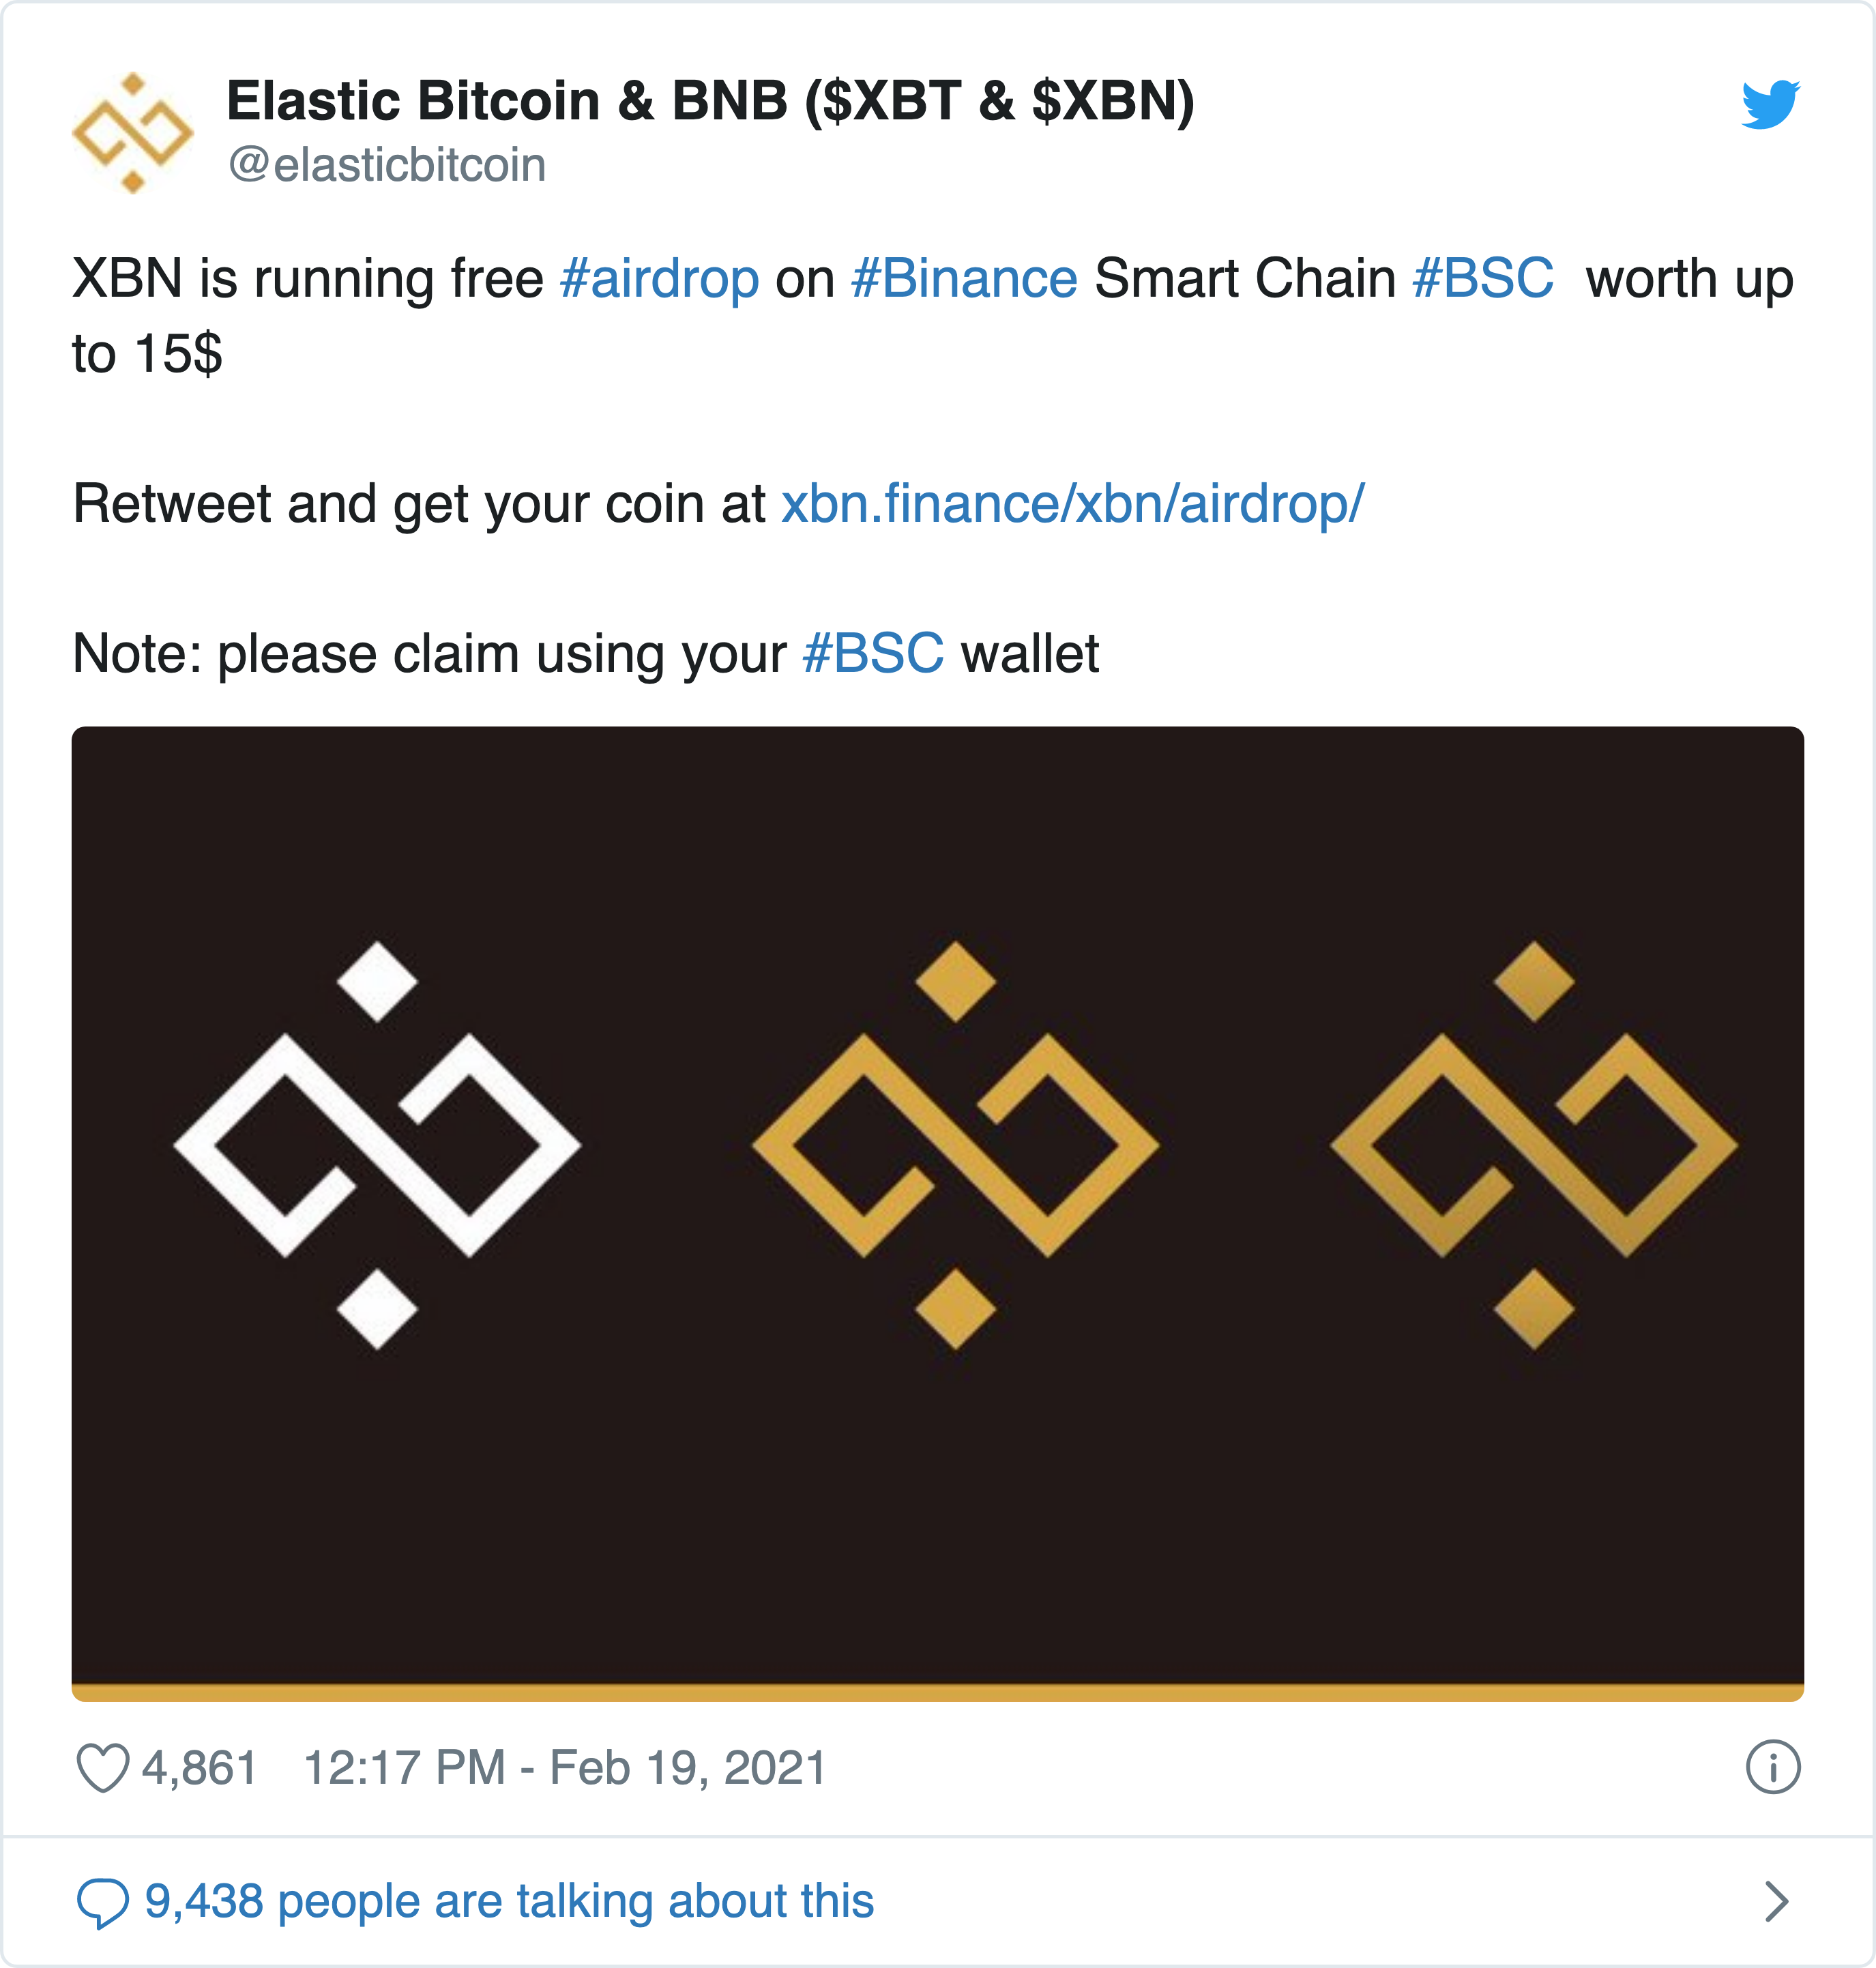 Elastic Bitcoin & BNB ($XBT & $XBN)
@elasticbitcoin
XBN is running free #airdrop on #Binance Smart Chain #BSC  worth up
to 15$
Retweet and get your coin at xbn.finance/xbn/airdrop/
Note: please claim using your #BSC wallet
4,861 12:17 PM - Feb 19, 2021
9,438 people are talking about this